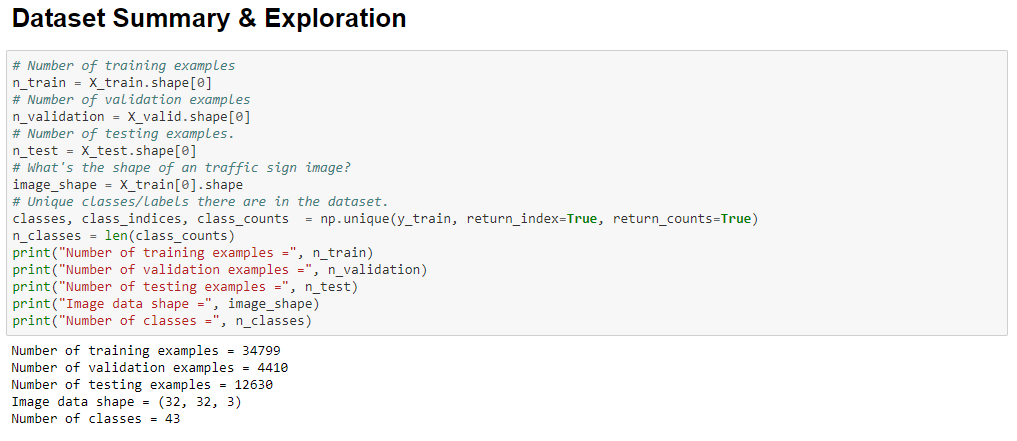 Dataset Summary & Exploration
# Number of training examples
n_train = X_train.shape[0]
# Number of validation examples
n_validation = X_valid.shape[0]
# Number of testing examples.
n_test = X_test.shape[0]
# What's the shape of an traffic sign image?
image_shape = X_train[0].shape
# Unique classes/labels there are in the dataset.
classes, class_indices, class_counts  = np.unique(y_train, return_index=True, return_counts=True)
n_classes = len(class_counts)
print("Number of training examples =", n_train)
print("Number of validation examples =", n_validation)
print("Number of testing examples =", n_test)
print("Image data shape =", image_shape)
print("Number of classes =", n_classes)
Number of training examples = 34799
Number of validation examples = 4410
Number of testing examples = 12630
Image data shape = (32, 32, 3)
Number of classes = 43